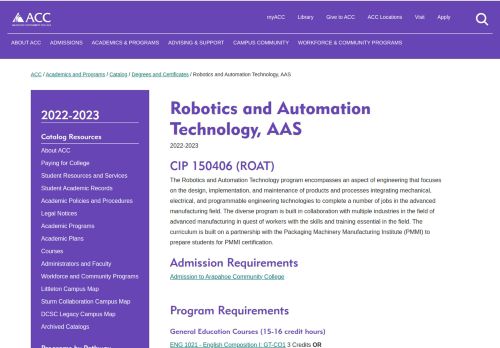 ACC
myACC Library Give to ACC ACC Locations Visit Apply
ABOUT ACC ADMISSIONS ACADEMICS & PROGRAMS ADVISING & SUPPORT CAMPUS COMMUNITY WORKFORCE & COMMUNITY PROGRAMS
ACC / Academics and Programs / Catalog / Degrees and Certificates / Robotics and Automation Technology, AAS
2022-2023
Catalog Resources
About ACC
Paying for College
Student Resources and Services
Student Academic Records
Academic Policies and Procedures
Legal Notices
Academic Programs
Academic Plans
Courses
Administrators and Faculty
Workforce and Community Programs
Littleton Campus Map
Sturm Collaboration Campus Map
DCSC Legacy Campus Map
Archived Catalogs
Robotics and Automation
Technology, AAS
2022-2023
CIP 150406 (ROAT)
The Robotics and Automation Technology program encompasses an aspect of engineering that focuses
on the design, implementation, and maintenance of products and processes integrating mechanical,
electrical, and programmable engineering technologies to complete a number of jobs in the advanced
manufacturing field. The diverse program is built in collaboration with multiple industries in the field of
advanced manufacturing in quest of workers with the skills and training essential in the field. The
curriculum is built on a partnership with the Packaging Machinery Manufacturing Institute (PMMI) to
prepare students for PMMI certification.
Admission Requirements
Admission to Arapahoe Community College
Program Requirements
General Education Courses (15-16 credit hours)
ENG 1021 - English Composition I: GT-CO1 3 Credits OR